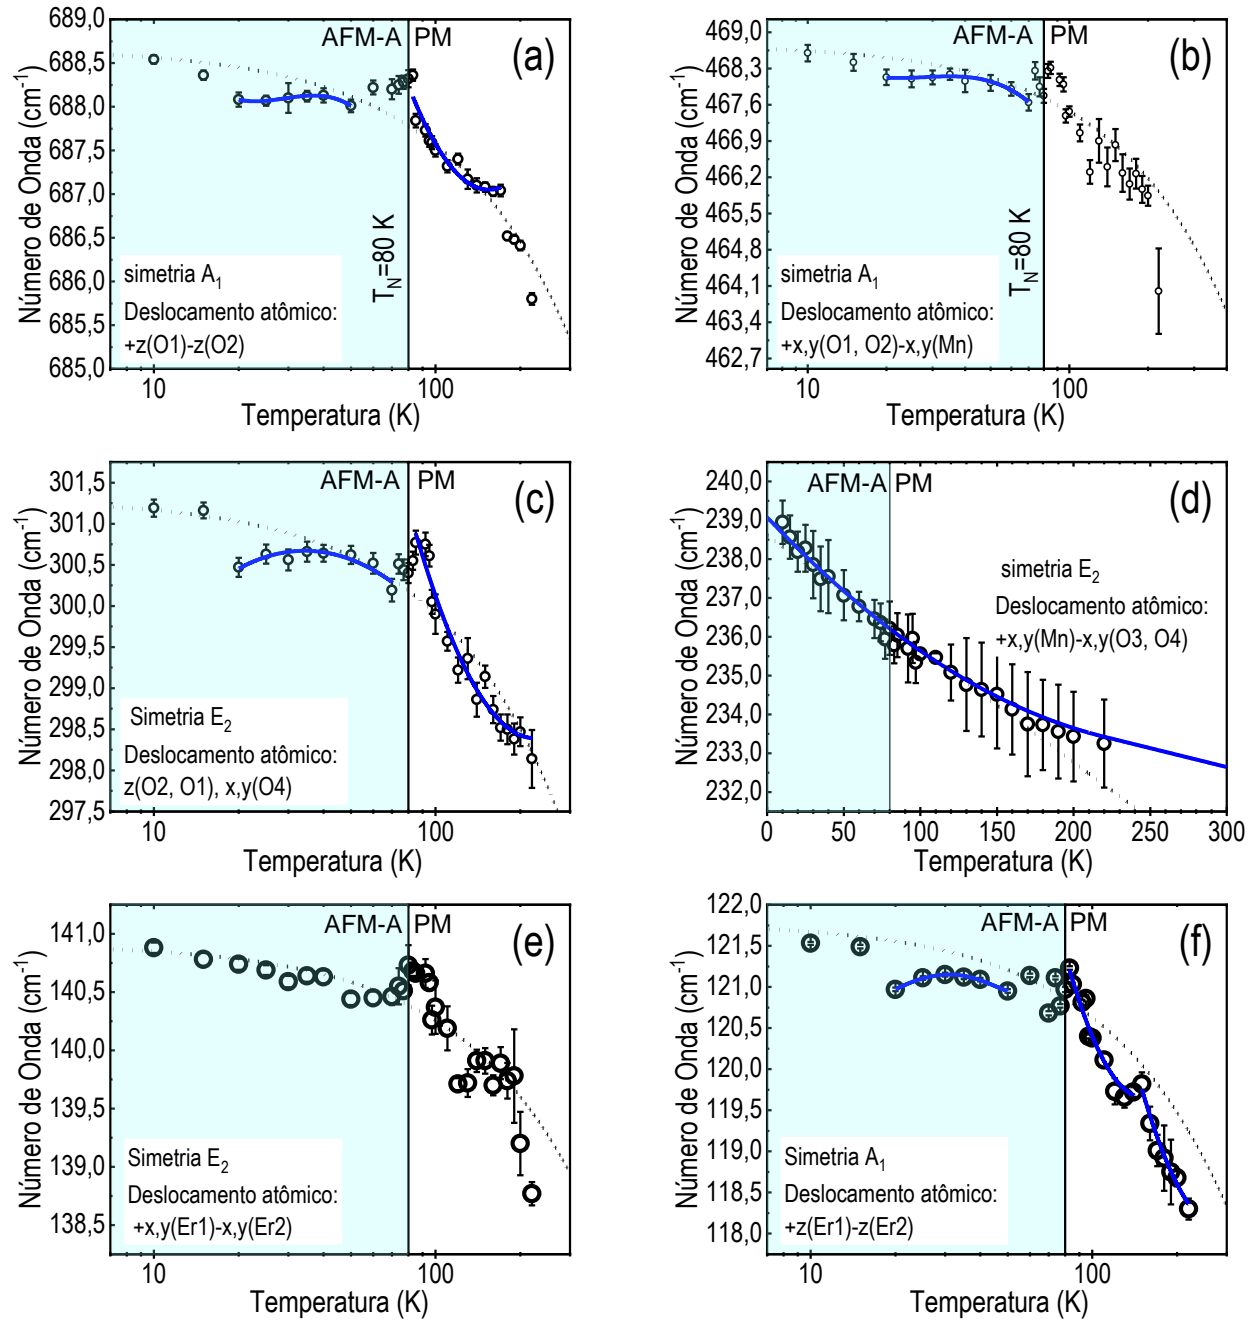 689,0
688,5
688,0
687,5
687,0
686,5
686,0
685,5
685,0
Número de Onda (cm⁻¹)
AFM-A PM
(a)
T_N=80 K
simetria A₁
Deslocamento atômico:
+z(O1)-z(O2)
10 100
Temperatura (K)
469,0
468,3
467,6
466,9
466,2
465,5
464,8
464,1
463,4
462,7
Número de Onda (cm⁻¹)
AFM-A PM
(b)
T_N=80 K
simetria A₁
Deslocamento atômico:
+x,y(O1, O2)-x,y(Mn)
10 100
Temperatura (K)
301,5
301,0
300,5
300,0
299,5
299,0
298,5
298,0
297,5
Número de Onda (cm⁻¹)
AFM-A PM
(c)
Simetria E₂
Deslocamento atômico:
z(O2, O1), x,y(O4)
10 100
Temperatura (K)
240,0
239,0
238,0
237,0
236,0
235,0
234,0
233,0
232,0
Número de Onda (cm⁻¹)
AFM-A PM
(d)
simetria E₂
Deslocamento atômico:
+x,y(Mn)-x,y(O3, O4)
0 50 100 150 200 250 300
Temperatura (K)
141,0
140,5
140,0
139,5
139,0
138,5
Número de Onda (cm⁻¹)
AFM-A PM
(e)
Simetria E₂
Deslocamento atômico:
+x,y(Er1)-x,y(Er2)
10 100
Temperatura (K)
122,0
121,5
121,0
120,5
120,0
119,5
119,0
118,5
118,0
Número de Onda (cm⁻¹)
AFM-A PM
(f)
Simetria A₁
Deslocamento atômico:
+z(Er1)-z(Er2)
10 100
Temperatura (K)